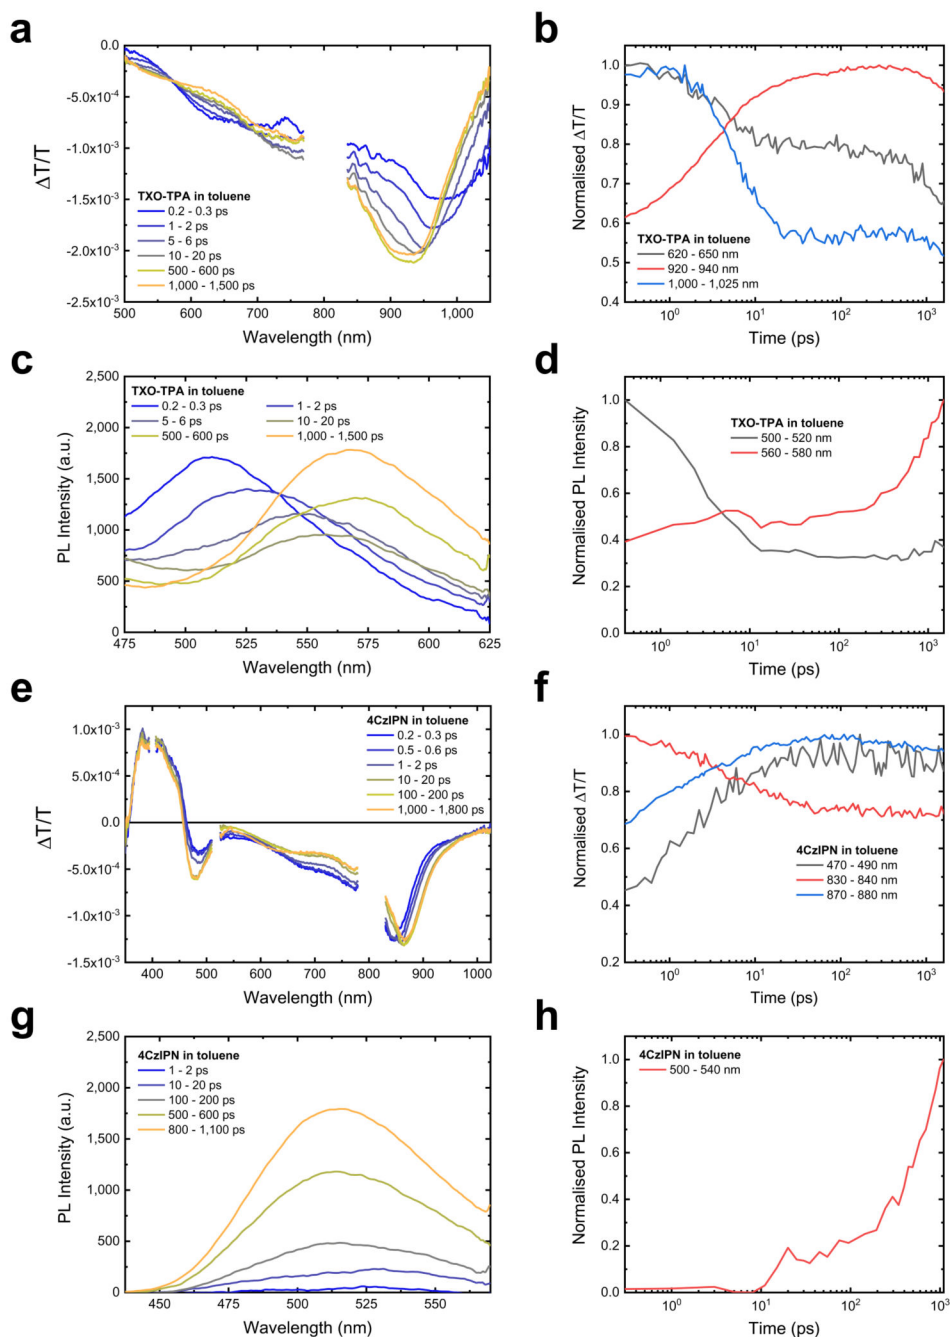 a
0.0
-5.0x10⁻⁴
-1.0x10⁻³
-1.5x10⁻³
-2.0x10⁻³
-2.5x10⁻³
ΔT/T
TXO-TPA in toluene
0.2 - 0.3 ps
1 - 2 ps
5 - 6 ps
10 - 20 ps
500 - 600 ps
1,000 - 1,500 ps
500 600 700 800 900 1,000
Wavelength (nm)
b
1.0
0.9
0.8
0.7
0.6
0.5
0.4
Normalised ΔT/T
TXO-TPA in toluene
620 - 650 nm
920 - 940 nm
1,000 - 1,025 nm
10⁰ 10¹ 10² 10³
Time (ps)
c
2,500
2,000
1,500
1,000
500
0
PL Intensity (a.u.)
TXO-TPA in toluene
0.2 - 0.3 ps 1 - 2 ps
5 - 6 ps 10 - 20 ps
500 - 600 ps 1,000 - 1,500 ps
475 500 525 550 575 600 625
Wavelength (nm)
d
1.0
0.8
0.6
0.4
0.2
0.0
Normalised PL Intensity
TXO-TPA in toluene
500 - 520 nm
560 - 580 nm
10⁰ 10¹ 10² 10³
Time (ps)
e
1.0x10⁻³
5.0x10⁻⁴
0.0
-5.0x10⁻⁴
-1.0x10⁻³
-1.5x10⁻³
ΔT/T
4CzIPN in toluene
0.2 - 0.3 ps
0.5 - 0.6 ps
1 - 2 ps
10 - 20 ps
100 - 200 ps
1,000 - 1,800 ps
400 500 600 700 800 900 1000
Wavelength (nm)
f
1.0
0.8
0.6
0.4
0.2
Normalised ΔT/T
4CzIPN in toluene
470 - 490 nm
830 - 840 nm
870 - 880 nm
10⁰ 10¹ 10² 10³
Time (ps)
g
2,500
2,000
1,500
1,000
500
0
PL Intensity (a.u.)
4CzIPN in toluene
1 - 2 ps
10 - 20 ps
100 - 200 ps
500 - 600 ps
800 - 1,100 ps
450 500 550
Wavelength (nm)
h
1.0
0.8
0.6
0.4
0.2
0.0
Normalised PL Intensity
4CzIPN in toluene
500 - 540 nm
10⁰ 10¹ 10² 10³
Time (ps)